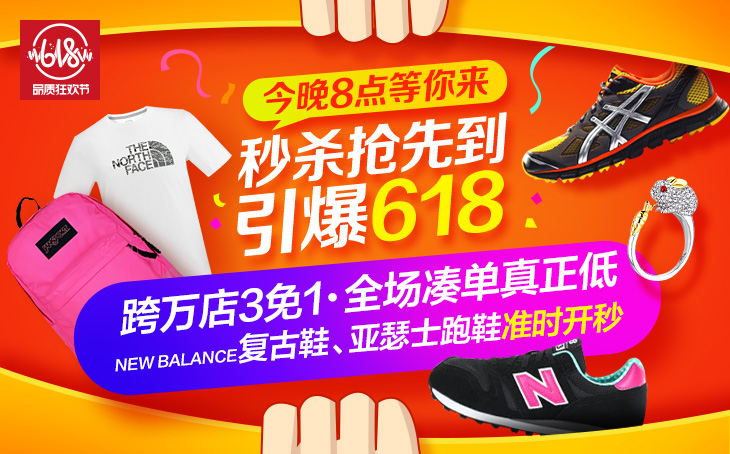 618
品质狂欢节
今晚8点等你来
秒杀抢先到
引爆618
THE
NORTH
FACE
JANSPORT
跨万店3免1·全场凑单真正低
NEW BALANCE复古鞋、亚瑟士跑鞋准时开秒
N